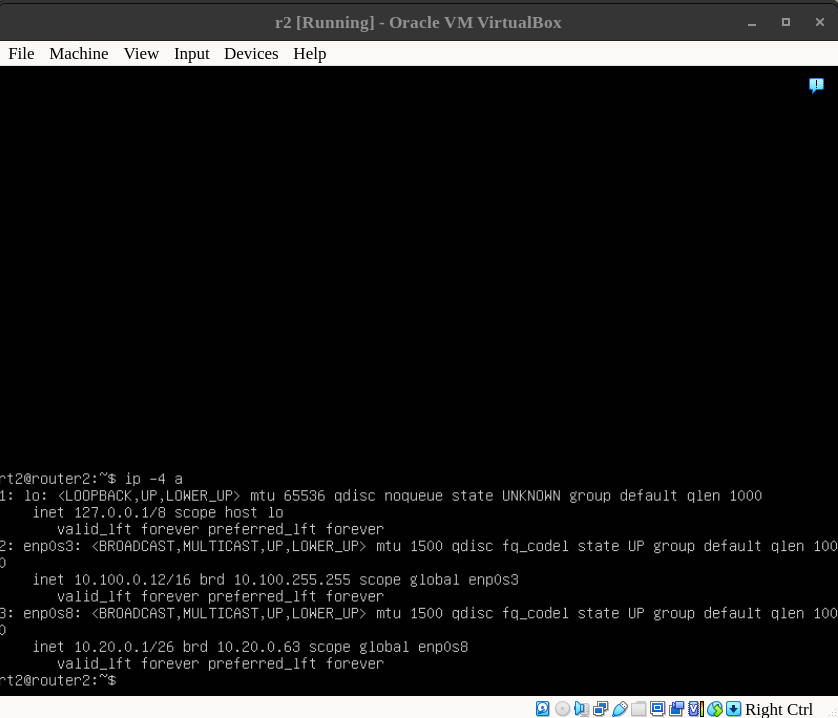 r2 [Running] - Oracle VM VirtualBox
File Machine View Input Devices Help
rt2@router2:~$ ip -4 a
1: lo: <LOOPBACK,UP,LOWER_UP> mtu 65536 qdisc noqueue state UNKNOWN group default qlen 1000
inet 127.0.0.1/8 scope host lo
valid_lft forever preferred_lft forever
2: enp0s3: <BROADCAST,MULTICAST,UP,LOWER_UP> mtu 1500 qdisc fq_codel state UP group default qlen 100
0
inet 10.100.0.12/16 brd 10.100.255.255 scope global enp0s3
valid_lft forever preferred_lft forever
3: enp0s8: <BROADCAST,MULTICAST,UP,LOWER_UP> mtu 1500 qdisc fq_codel state UP group default qlen 100
0
inet 10.20.0.1/26 brd 10.20.0.63 scope global enp0s8
valid_lft forever preferred_lft forever
rt2@router2:~$
Right Ctrl